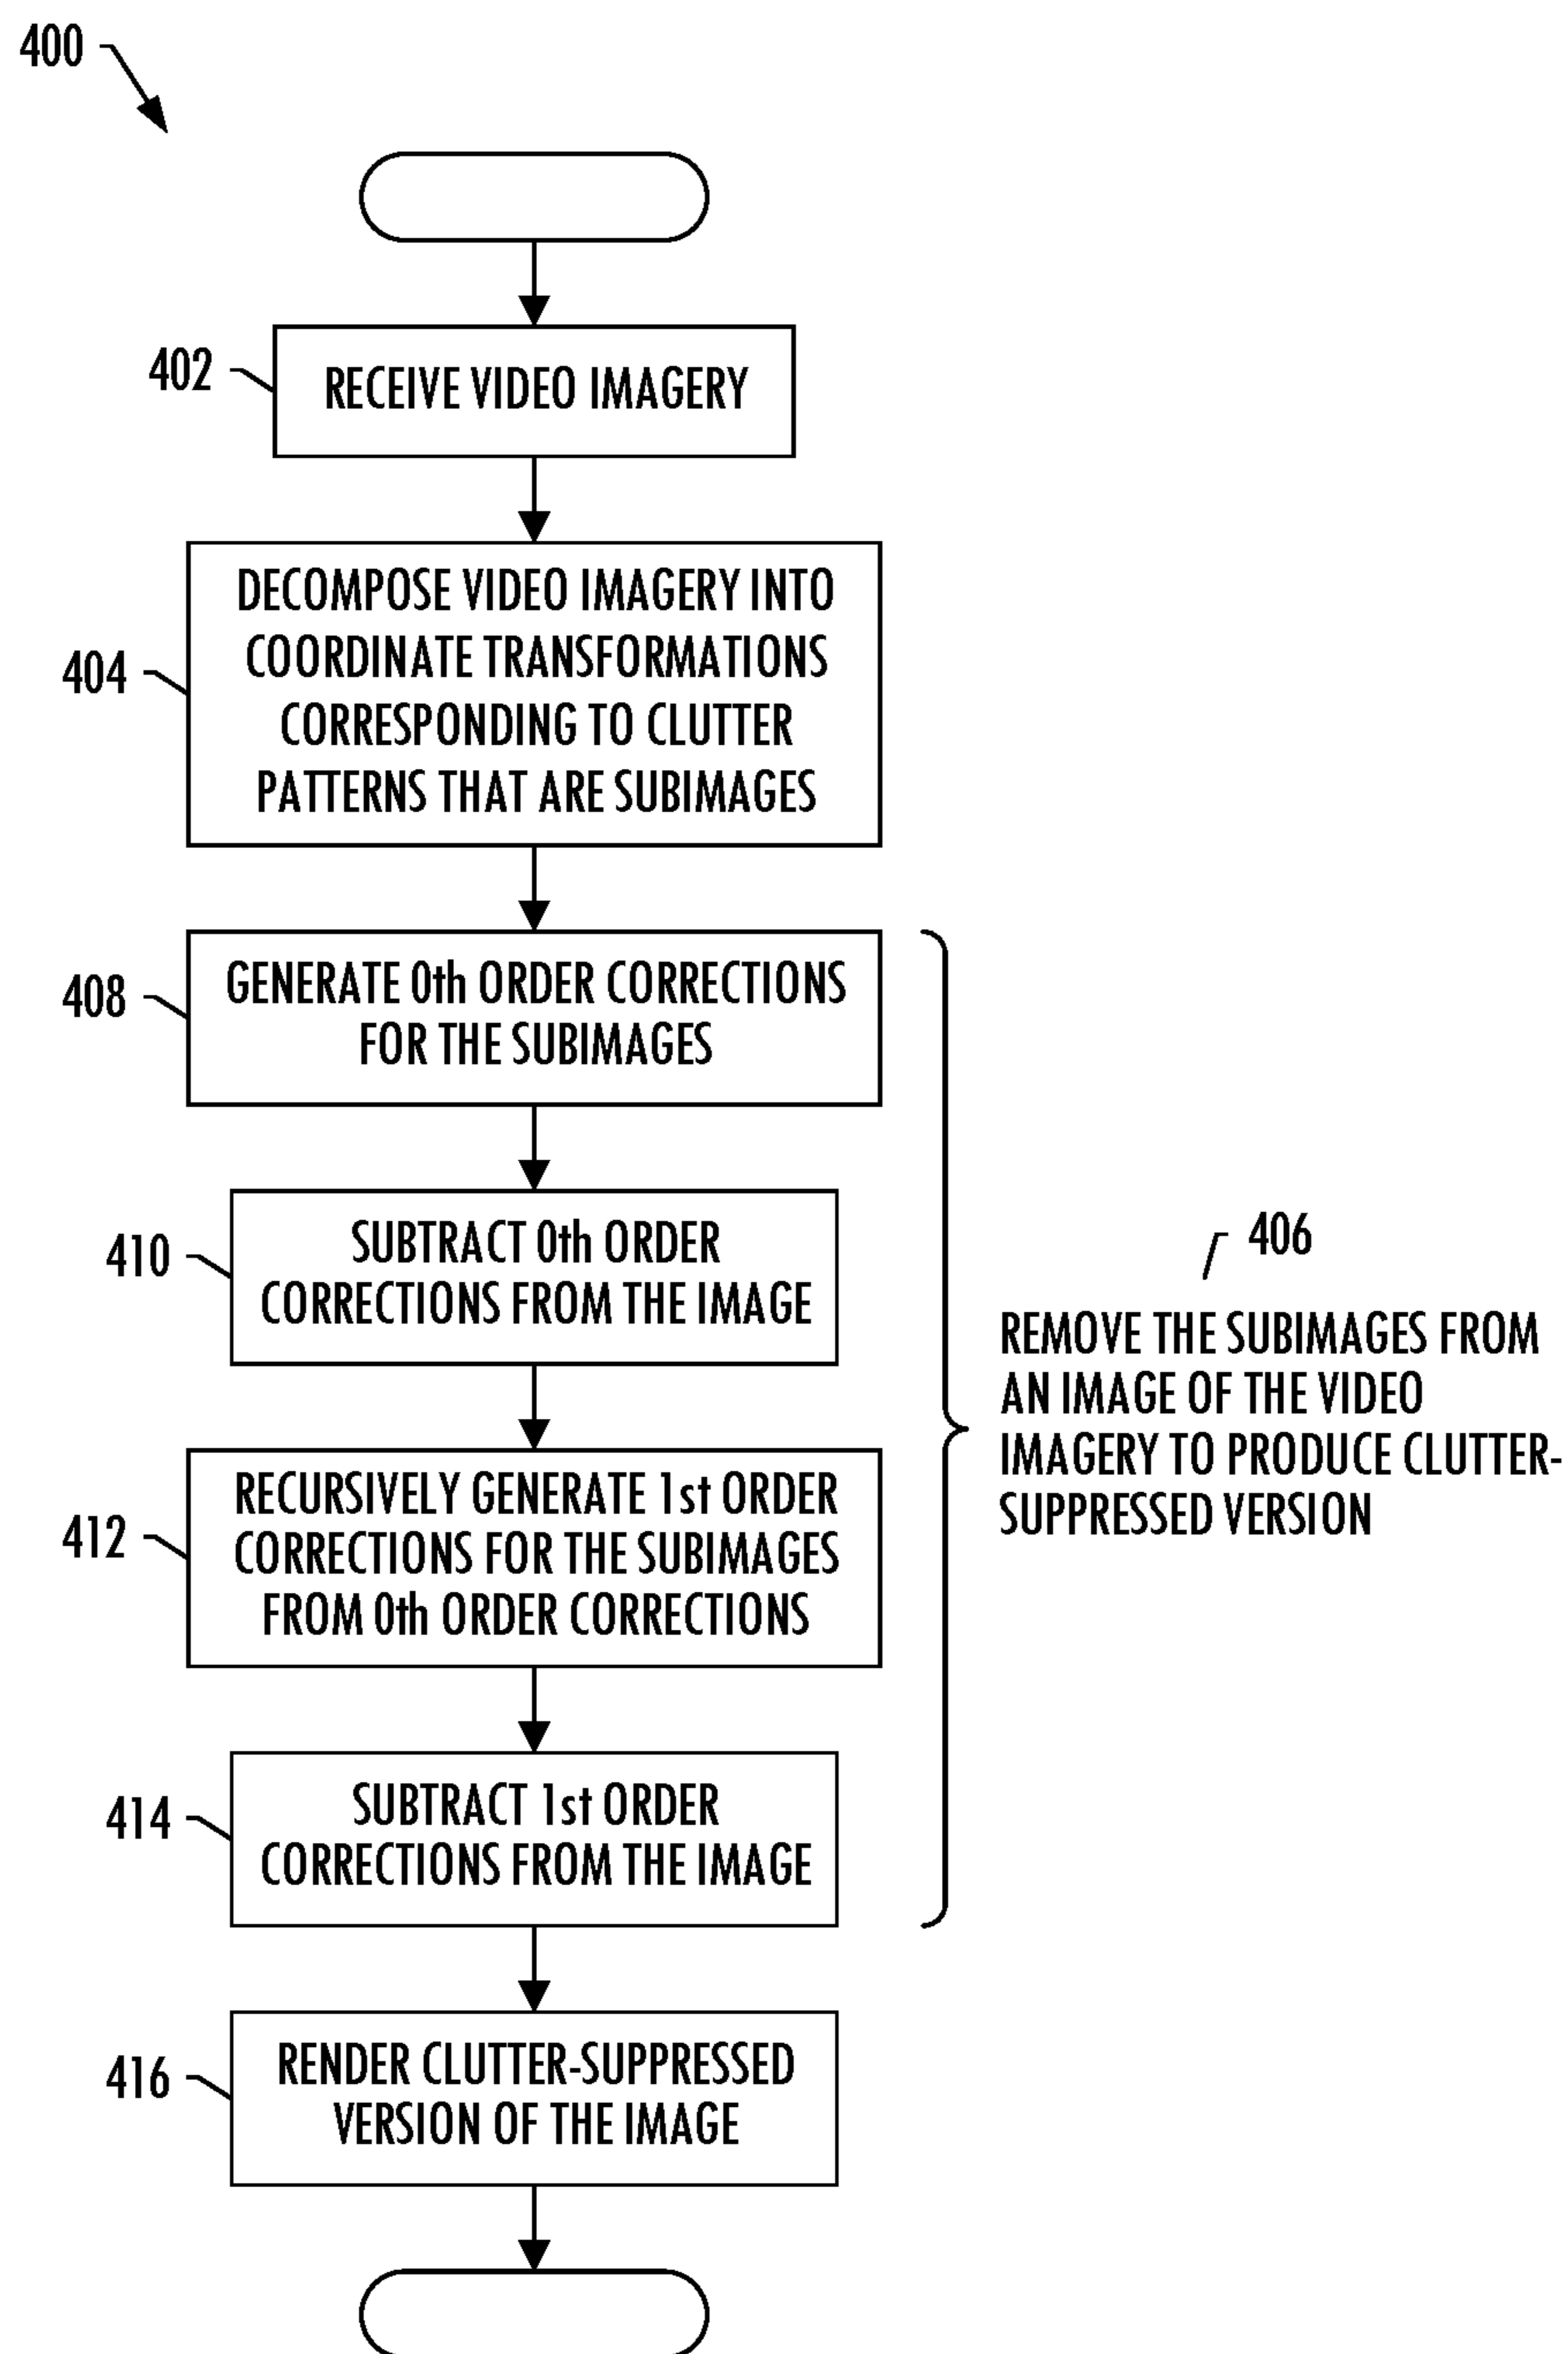 400
402
RECEIVE VIDEO IMAGERY
404
DECOMPOSE VIDEO IMAGERY INTO
COORDINATE TRANSFORMATIONS
CORRESPONDING TO CLUTTER
PATTERNS THAT ARE SUBIMAGES
408
GENERATE 0th ORDER CORRECTIONS
FOR THE SUBIMAGES
410
SUBTRACT 0th ORDER
CORRECTIONS FROM THE IMAGE
406
REMOVE THE SUBIMAGES FROM
AN IMAGE OF THE VIDEO
IMAGERY TO PRODUCE CLUTTER-
SUPPRESSED VERSION
412
RECURSIVELY GENERATE 1st ORDER
CORRECTIONS FOR THE SUBIMAGES
FROM 0th ORDER CORRECTIONS
414
SUBTRACT 1st ORDER
CORRECTIONS FROM THE IMAGE
416
RENDER CLUTTER-SUPPRESSED
VERSION OF THE IMAGE